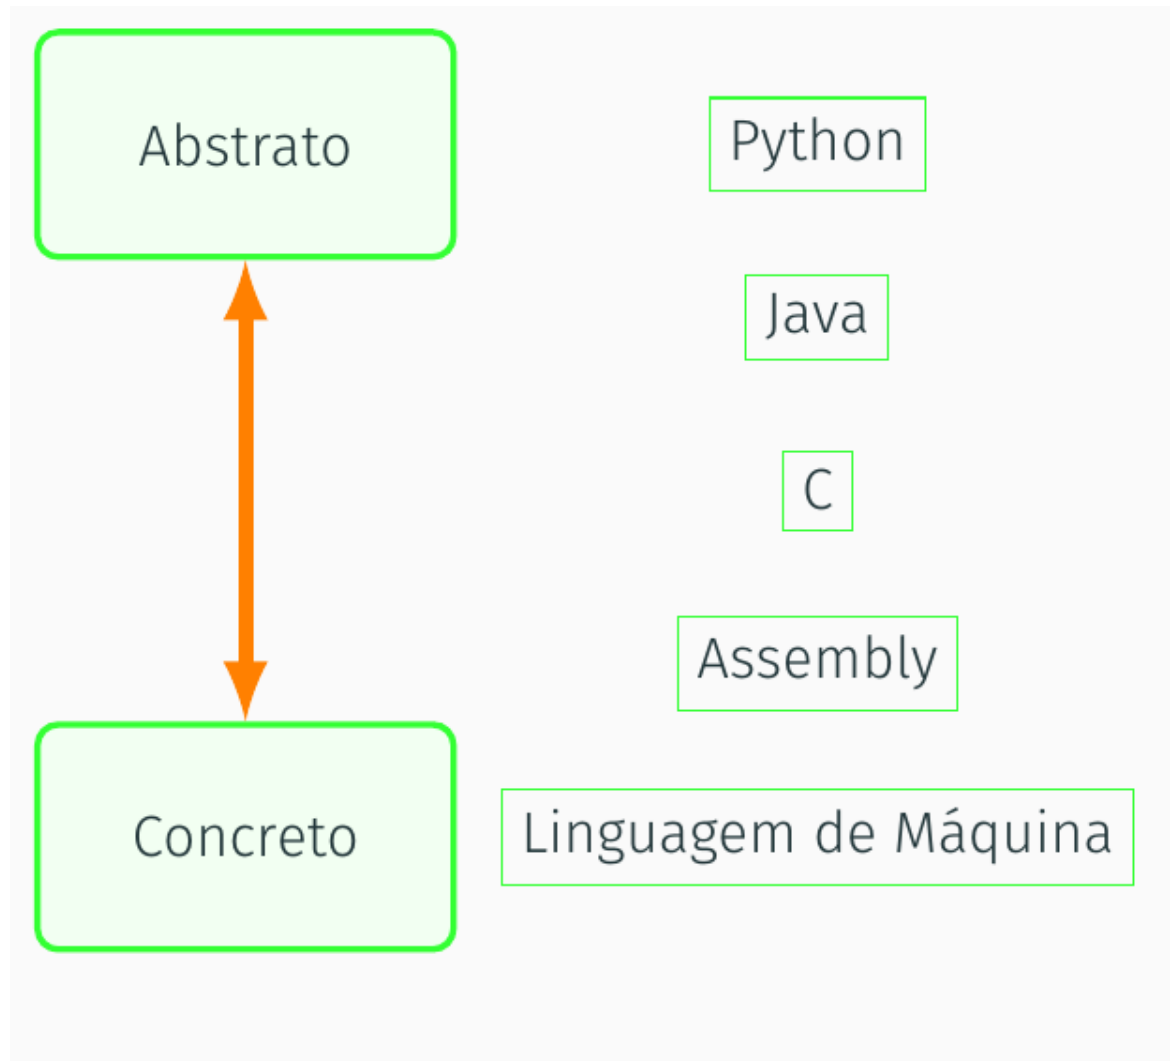 Abstrato
Python
Java
C
Assembly
Concreto
Linguagem de Máquina